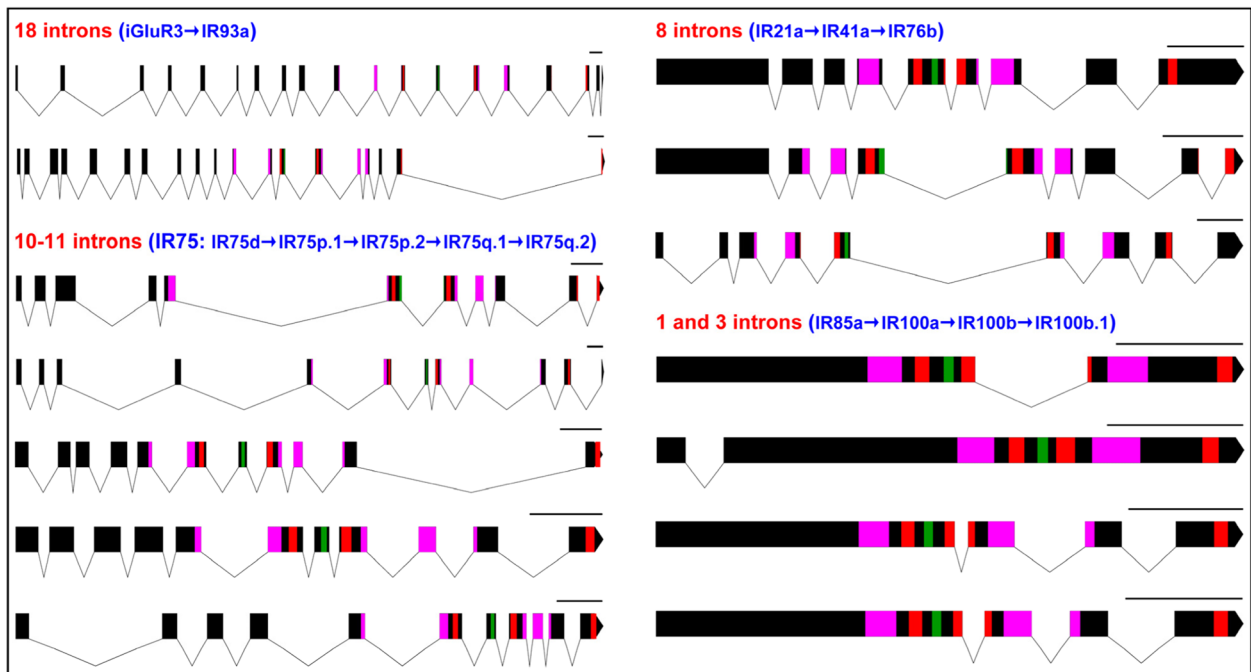 18 introns (iGluR3→IR93a)
10-11 introns (IR75: IR75d→IR75p.1→IR75p.2→IR75q.1→IR75q.2)
8 introns (IR21a→IR41a→IR76b)
1 and 3 introns (IR85a→IR100a→IR100b→IR100b.1)